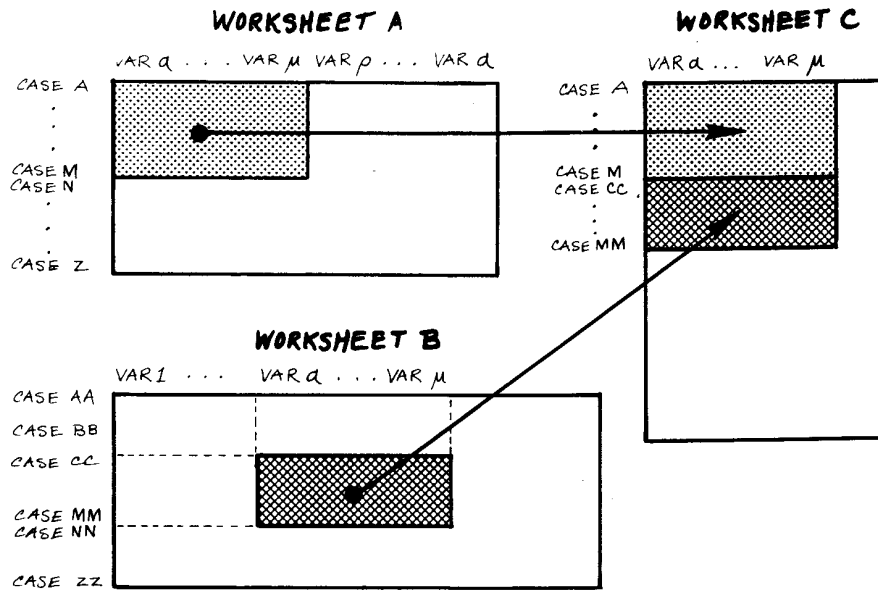 WORKSHEET A
VAR α . . . VAR μ VAR ρ . . . VAR d
CASE A
.
.
.
CASE M
CASE N
.
.
.
CASE Z
WORKSHEET C
VAR α ... VAR μ
CASE A
.
.
.
CASE M
CASE CC
.
.
.
CASE MM
WORKSHEET B
VAR 1 . . . VAR α . . . VAR μ
CASE AA
CASE BB
CASE CC
CASE MM
CASE NN
CASE ZZ